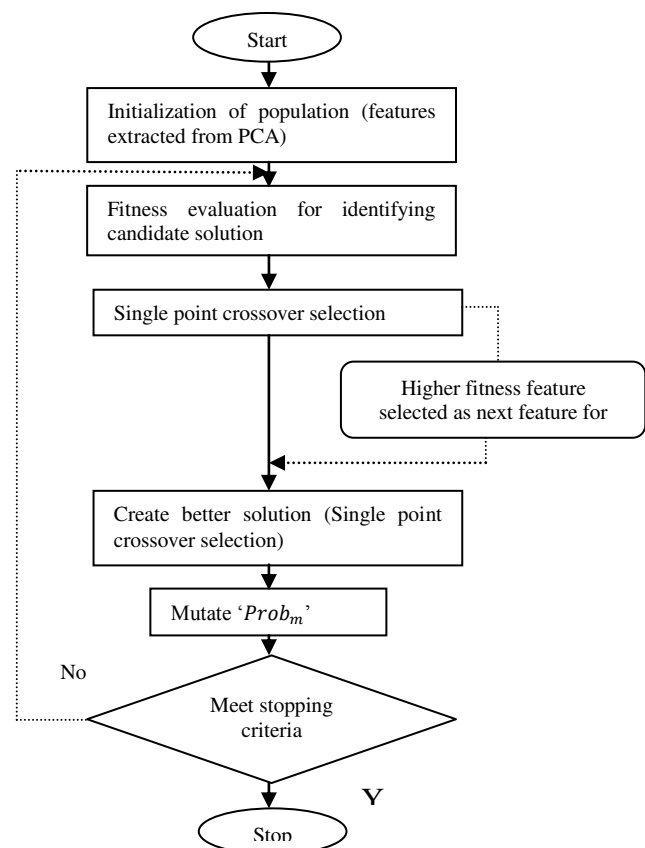 Start
Initialization of population (features
extracted from PCA)
Fitness evaluation for identifying
candidate solution
Single point crossover selection
Higher fitness feature
selected as next feature for
Create better solution (Single point
crossover selection)
Mutate ‘Prob_m’
No
Meet stopping
criteria
Y
Stop